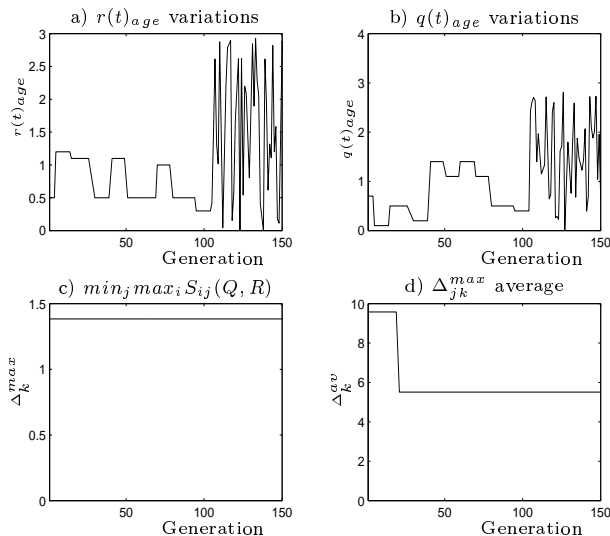 a) r(t)_age variations
r(t)_age
3
2.5
2
1.5
1
0.5
0
50
100
150
Generation
b) q(t)_age variations
q(t)_age
4
3
2
1
0
50
100
150
Generation
c) min_j max_i S_ij(Q, R)
Δ_k^max
1.5
1
0.5
0
50
100
150
Generation
d) Δ_jk^max average
Δ_k^av
10
8
6
4
2
0
50
100
150
Generation